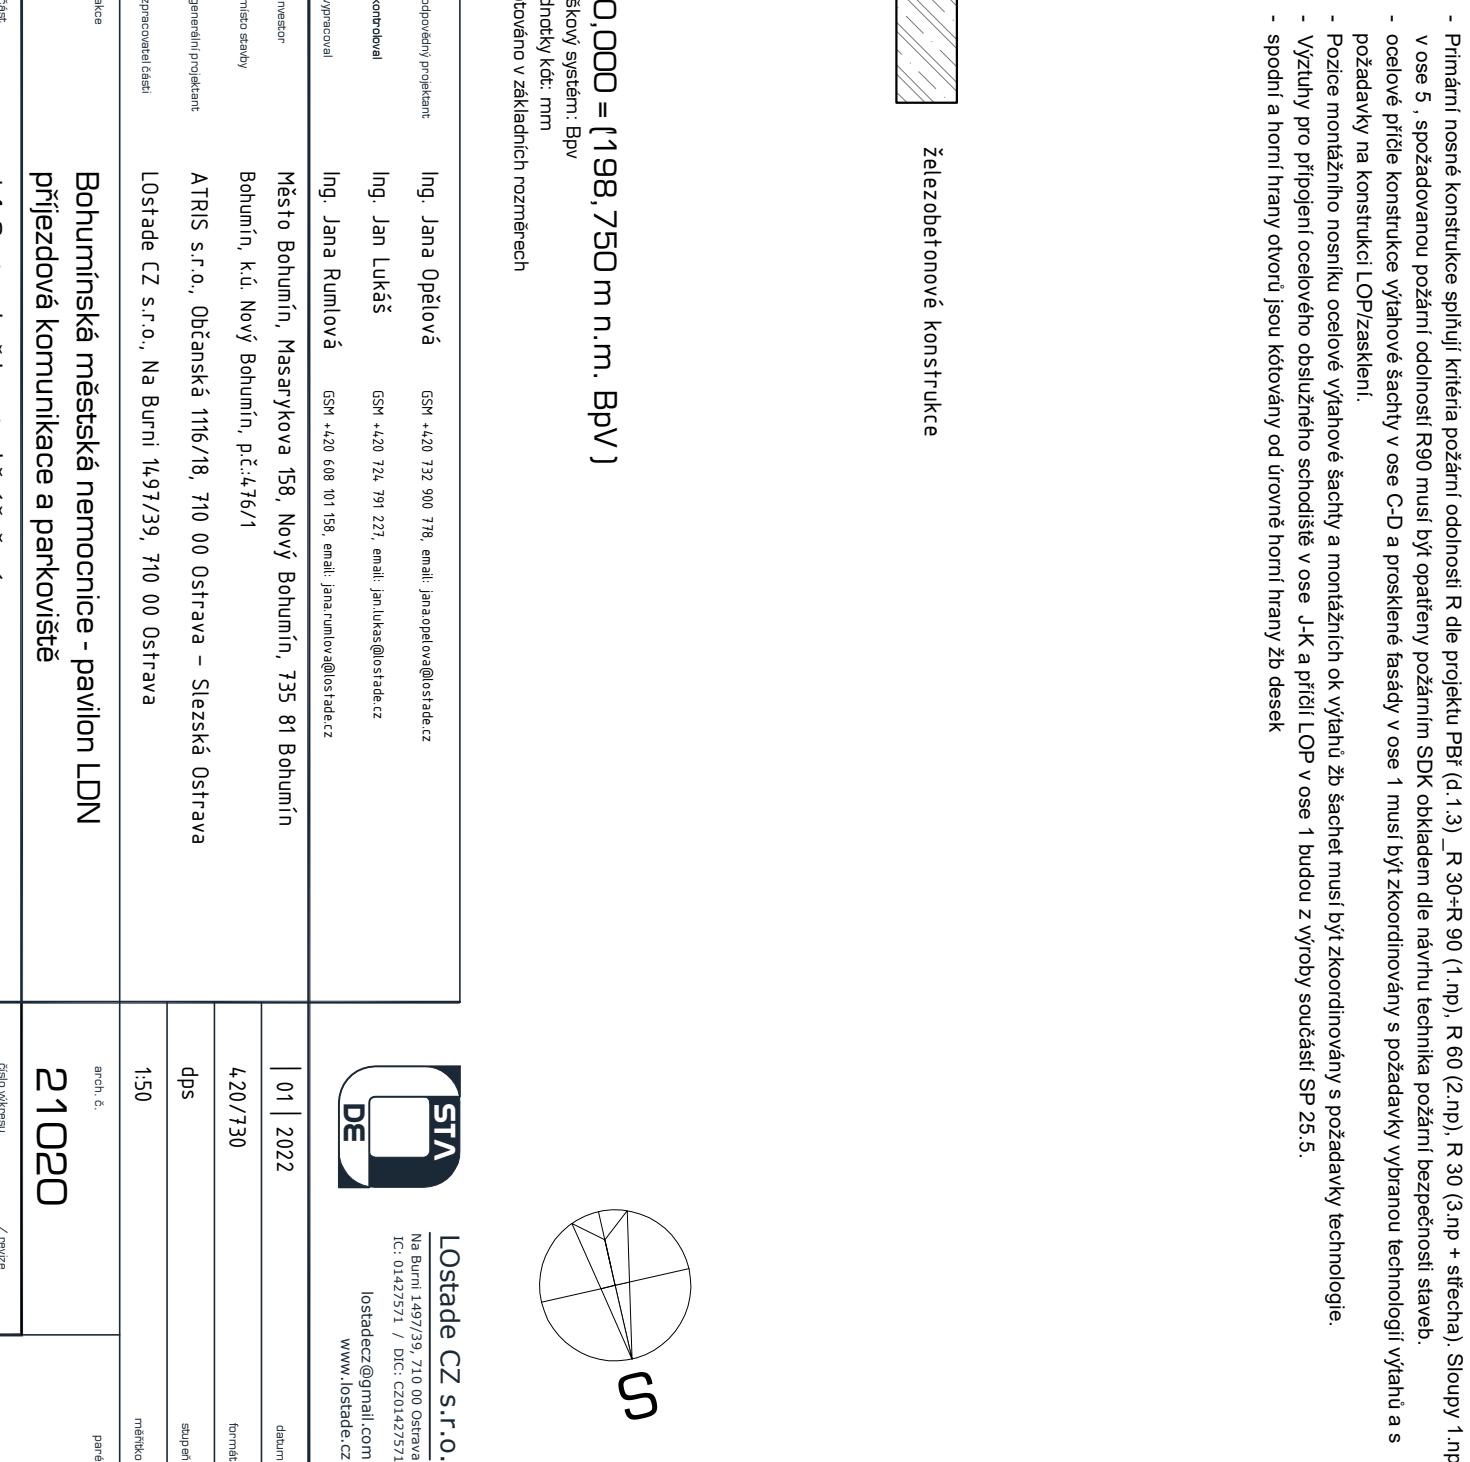 - Primární nosné konstrukce splňují kritéria požární odolnosti R dle projektu PBř (d.1.3) _R 30÷R 90 (1.np), R 60 (2.np), R 30 (3.np + střecha). Sloupy 1.np
v ose 5 , spožadovanou požární odolností R90 musí být opatřeny požárním SDK obkladem dle návrhu technika požární bezpečnosti staveb.
- ocelové příčle konstrukce výtahové šachty v ose C-D a prosklené fasády v ose 1 musí být zkoordinovány s požadavky vybranou technologií výtahů a s
požadavky na konstrukci LOP/zasklení.
- Pozice montážního nosníku ocelové výtahové šachty a montážních ok výtahů žb šachet musí být zkoordinovány s požadavky technologie.
- Výztuhy pro připojení ocelového obslužného schodiště v ose J-K a příčlí LOP v ose 1 budou z výroby součástí SP 25.5.
- spodní a horní hrany otvorů jsou kótovány od úrovně horní hrany žb desek
železobetonové konstrukce
0,000 = (198,750 m n.m. BpV )
škový systém: Bpv
dnotky kót: mm
továno v základních rozměrech
S
odpovědný projektant Ing. Jana Opělová GSM +420 732 900 778, email: jana.opelova@lostade.cz
kontroloval Ing. Jan Lukáš GSM +420 724 791 227, email: jan.lukas@lostade.cz
vypracoval Ing. Jana Rumlová GSM +420 608 101 158, email: jana.rumlova@lostade.cz
STA
DE
LOstade CZ s.r.o.
Na Burni 1497/39, 710 00 Ostrava
IC: 01427571 / DIC: CZ01427571
lostadecz@gmail.com
www.lostade.cz
nvestor Město Bohumín, Masarykova 158, Nový Bohumín, 735 81 Bohumín
01 2022 datum
místo stavby Bohumín, k.ú. Nový Bohumín, p.č.:476/1
420/730 formát
generální projektant ATRIS s.r.o., Občanská 1116/18, 710 00 Ostrava – Slezská Ostrava
dps stupeň
zpracovatel části LOstade CZ s.r.o., Na Burni 1497/39, 710 00 Ostrava
1:50 měřítko
akce Bohumínská městská nemocnice - pavilon LDN
příjezdová komunikace a parkoviště
arch. č. paré
21020
část
číslo výkresu / revize